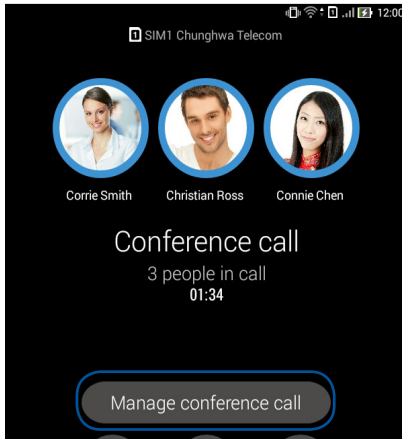 12:00
1 SIM1 Chunghwa Telecom
Corrie Smith Christian Ross Connie Chen
Conference call
3 people in call
01:34
Manage conference call